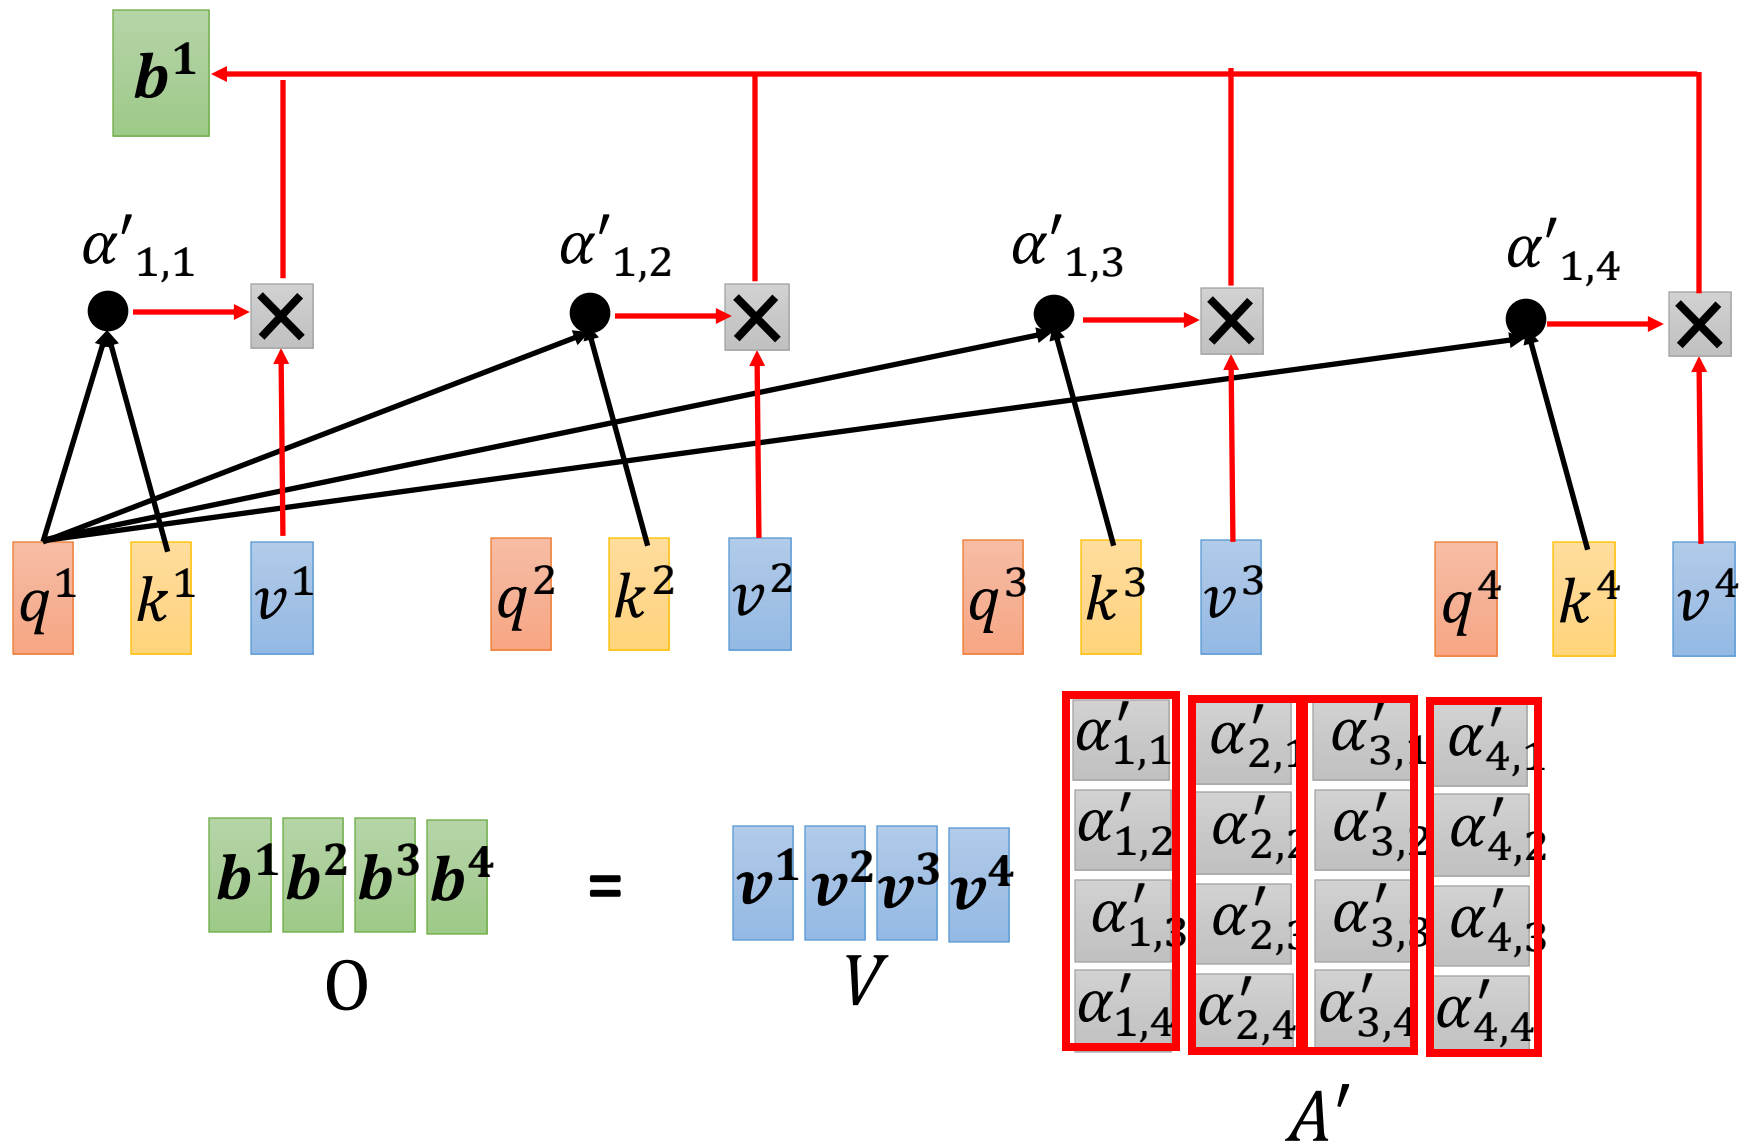 b¹
α′₁,₁ α′₁,₂ α′₁,₃ α′₁,₄
q¹ k¹ v¹ q² k² v² q³ k³ v³ q⁴ k⁴ v⁴
α′₁,₁ α′₂,₁ α′₃,₁ α′₄,₁
α′₁,₂ α′₂,₂ α′₃,₂ α′₄,₂
b¹ b² b³ b⁴ = v¹ v² v³ v⁴
α′₁,₃ α′₂,₃ α′₃,₃ α′₄,₃
α′₁,₄ α′₂,₄ α′₃,₄ α′₄,₄
O V
A′